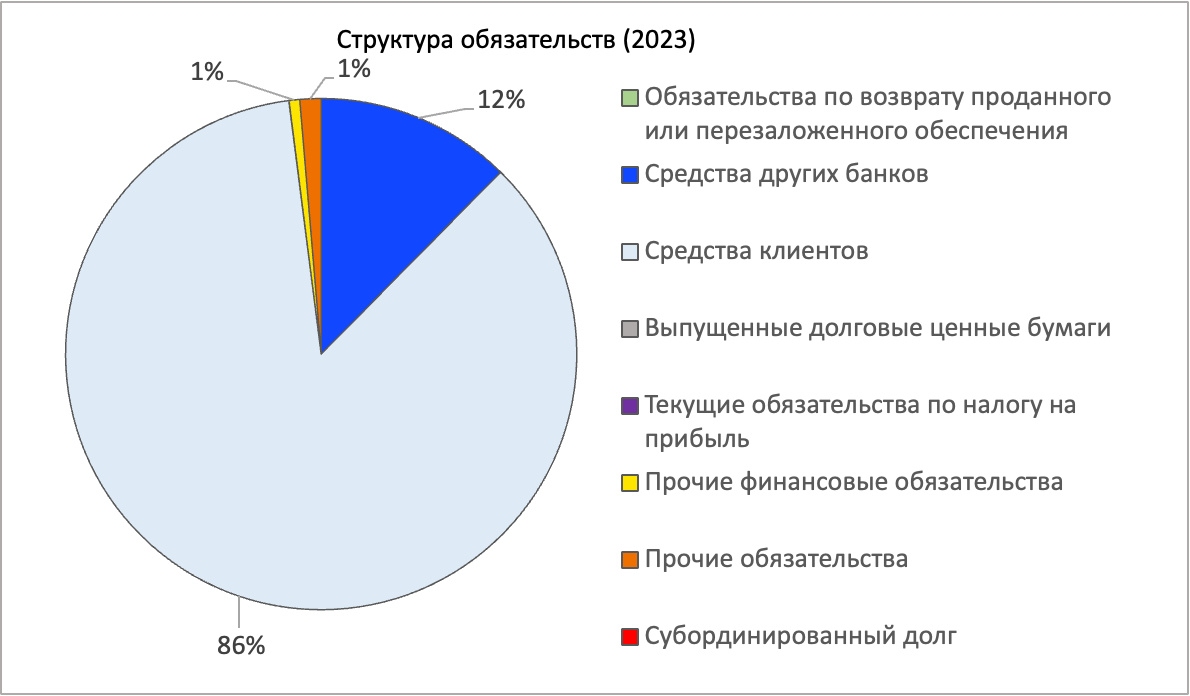 Структура обязательств (2023)
1%
1%
12%
86%
Обязательства по возврату проданного
или перезаложенного обеспечения
Средства других банков
Средства клиентов
Выпущенные долговые ценные бумаги
Текущие обязательства по налогу на
прибыль
Прочие финансовые обязательства
Прочие обязательства
Субординированный долг